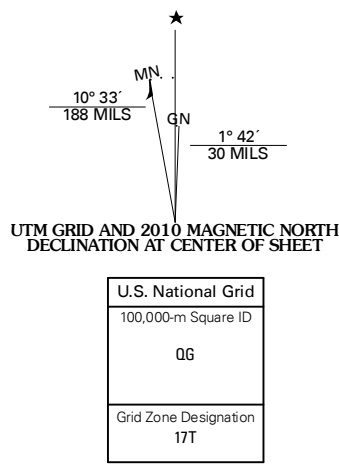 MN
10° 33´
188 MILS
GN
1° 42´
30 MILS
UTM GRID AND 2010 MAGNETIC NORTH
DECLINATION AT CENTER OF SHEET
U.S. National Grid
100,000-m Square ID
QG
Grid Zone Designation
17T